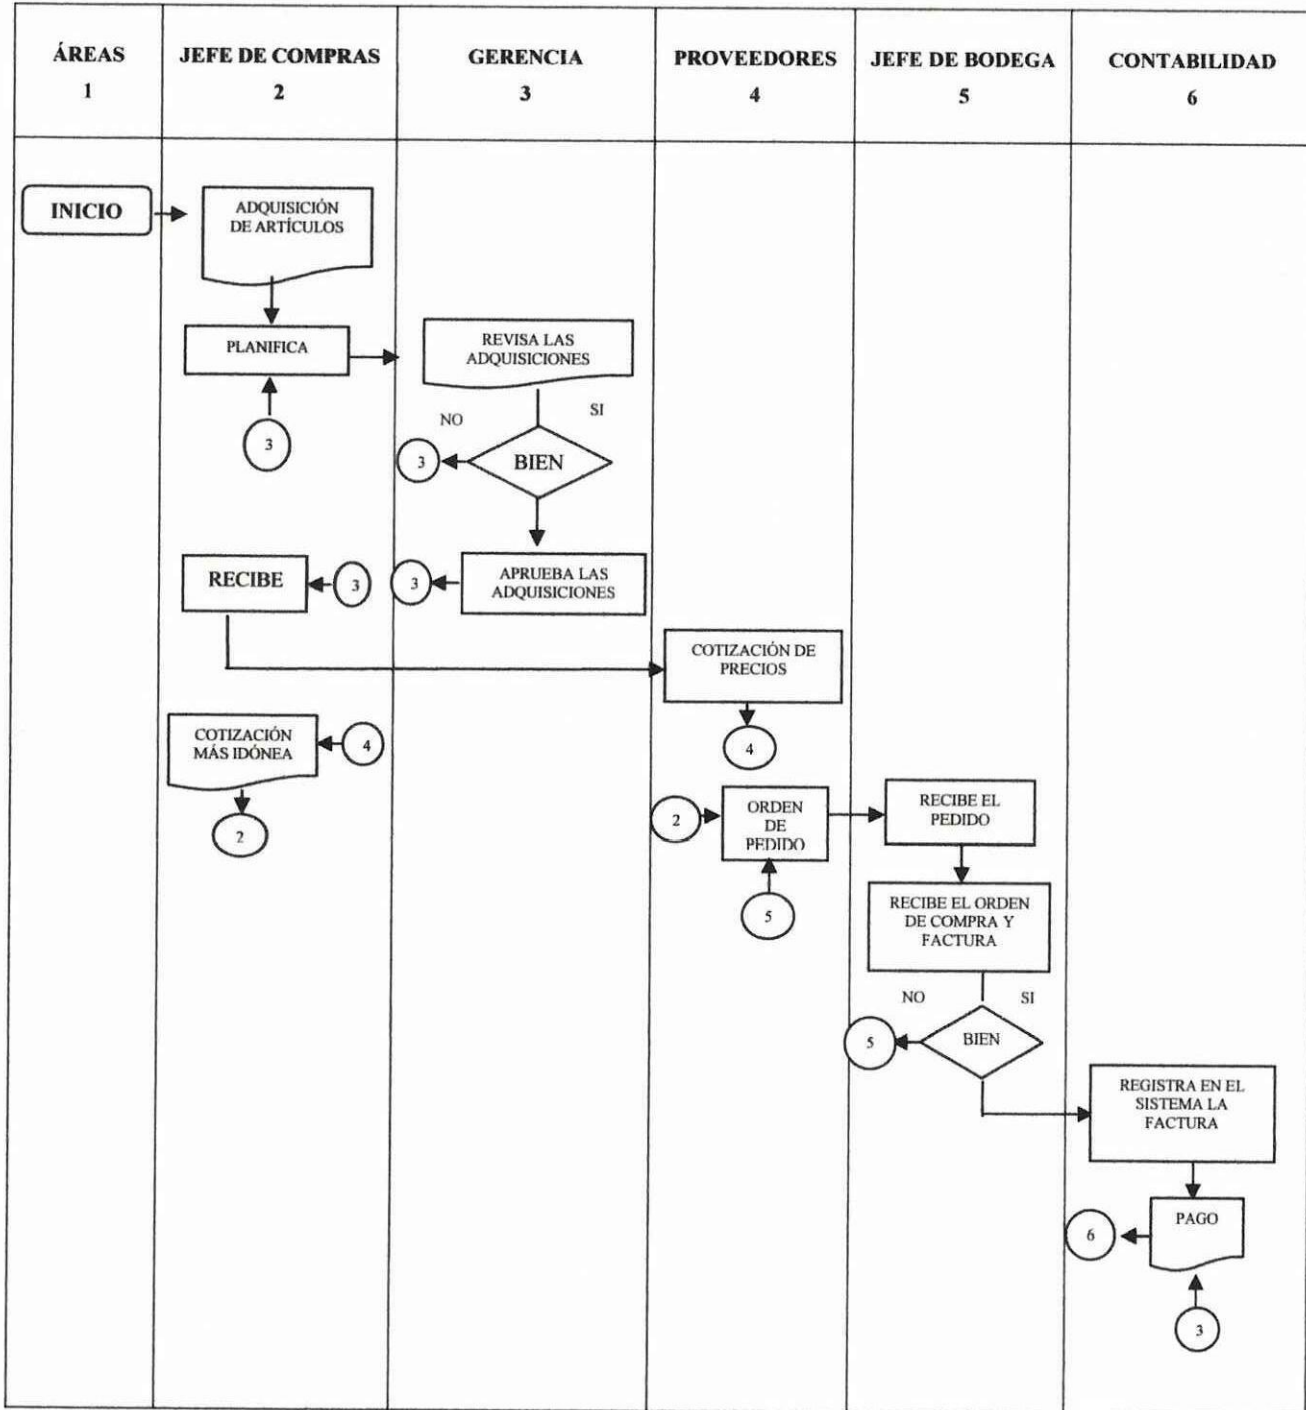 ÁREAS
1
JEFE DE COMPRAS
2
GERENCIA
3
PROVEEDORES
4
JEFE DE BODEGA
5
CONTABILIDAD
6
INICIO
ADQUISICIÓN
DE ARTÍCULOS
PLANIFICA
3
REVISA LAS
ADQUISICIONES
NO
SI
3
BIEN
RECIBE
3
3
APRUEBA LAS
ADQUISICIONES
COTIZACIÓN DE
PRECIOS
4
COTIZACIÓN
MÁS IDÓNEA
4
2
2
ORDEN
DE
PEDIDO
5
RECIBE EL
PEDIDO
RECIBE EL ORDEN
DE COMPRA Y
FACTURA
NO
SI
5
BIEN
REGISTRA EN EL
SISTEMA LA
FACTURA
6
PAGO
3